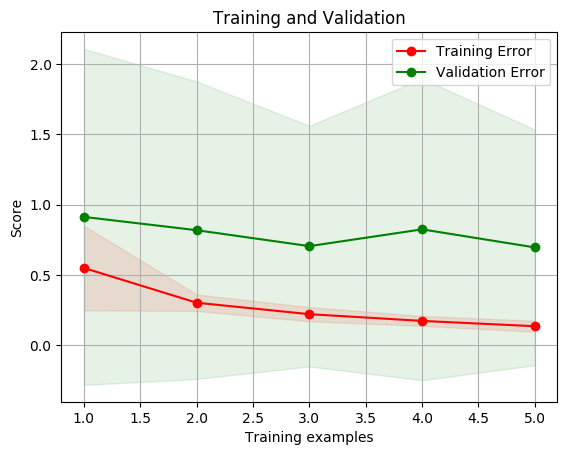 Training and Validation
Training Error
Validation Error
Score
2.0
1.5
1.0
0.5
0.0
1.0 1.5 2.0 2.5 3.0 3.5 4.0 4.5 5.0
Training examples